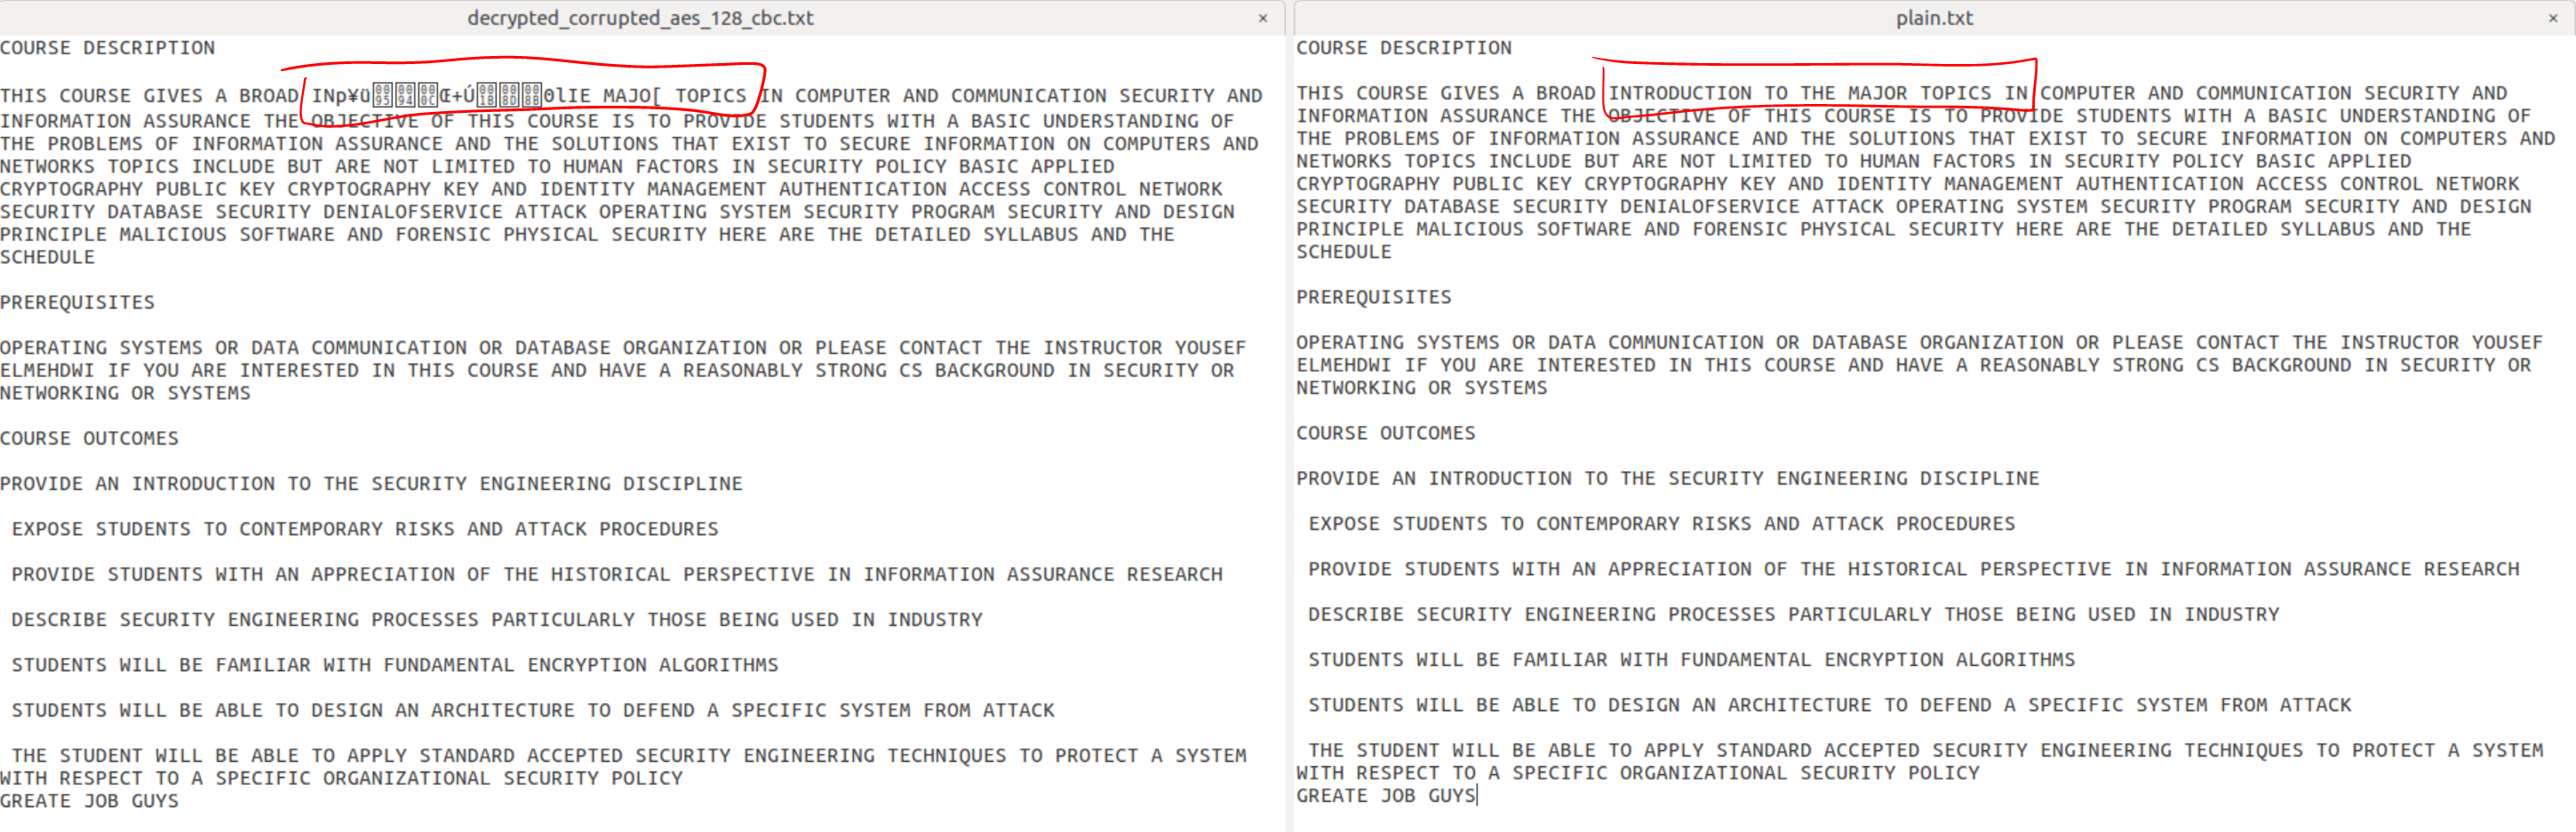 decrypted_corrupted_aes_128_cbc.txt ×
COURSE DESCRIPTION
THIS COURSE GIVES A BROAD INp¥ü Œ+Ú 0lIE MAJO[ TOPICS IN COMPUTER AND COMMUNICATION SECURITY AND
INFORMATION ASSURANCE THE OBJECTIVE OF THIS COURSE IS TO PROVIDE STUDENTS WITH A BASIC UNDERSTANDING OF
THE PROBLEMS OF INFORMATION ASSURANCE AND THE SOLUTIONS THAT EXIST TO SECURE INFORMATION ON COMPUTERS AND
NETWORKS TOPICS INCLUDE BUT ARE NOT LIMITED TO HUMAN FACTORS IN SECURITY POLICY BASIC APPLIED
CRYPTOGRAPHY PUBLIC KEY CRYPTOGRAPHY KEY AND IDENTITY MANAGEMENT AUTHENTICATION ACCESS CONTROL NETWORK
SECURITY DATABASE SECURITY DENIALOFSERVICE ATTACK OPERATING SYSTEM SECURITY PROGRAM SECURITY AND DESIGN
PRINCIPLE MALICIOUS SOFTWARE AND FORENSIC PHYSICAL SECURITY HERE ARE THE DETAILED SYLLABUS AND THE
SCHEDULE
PREREQUISITES
OPERATING SYSTEMS OR DATA COMMUNICATION OR DATABASE ORGANIZATION OR PLEASE CONTACT THE INSTRUCTOR YOUSEF
ELMEHDWI IF YOU ARE INTERESTED IN THIS COURSE AND HAVE A REASONABLY STRONG CS BACKGROUND IN SECURITY OR
NETWORKING OR SYSTEMS
COURSE OUTCOMES
PROVIDE AN INTRODUCTION TO THE SECURITY ENGINEERING DISCIPLINE
EXPOSE STUDENTS TO CONTEMPORARY RISKS AND ATTACK PROCEDURES
PROVIDE STUDENTS WITH AN APPRECIATION OF THE HISTORICAL PERSPECTIVE IN INFORMATION ASSURANCE RESEARCH
DESCRIBE SECURITY ENGINEERING PROCESSES PARTICULARLY THOSE BEING USED IN INDUSTRY
STUDENTS WILL BE FAMILIAR WITH FUNDAMENTAL ENCRYPTION ALGORITHMS
STUDENTS WILL BE ABLE TO DESIGN AN ARCHITECTURE TO DEFEND A SPECIFIC SYSTEM FROM ATTACK
THE STUDENT WILL BE ABLE TO APPLY STANDARD ACCEPTED SECURITY ENGINEERING TECHNIQUES TO PROTECT A SYSTEM
WITH RESPECT TO A SPECIFIC ORGANIZATIONAL SECURITY POLICY
GREATE JOB GUYS
plain.txt ×
COURSE DESCRIPTION
THIS COURSE GIVES A BROAD INTRODUCTION TO THE MAJOR TOPICS IN COMPUTER AND COMMUNICATION SECURITY AND
INFORMATION ASSURANCE THE OBJECTIVE OF THIS COURSE IS TO PROVIDE STUDENTS WITH A BASIC UNDERSTANDING OF
THE PROBLEMS OF INFORMATION ASSURANCE AND THE SOLUTIONS THAT EXIST TO SECURE INFORMATION ON COMPUTERS AND
NETWORKS TOPICS INCLUDE BUT ARE NOT LIMITED TO HUMAN FACTORS IN SECURITY POLICY BASIC APPLIED
CRYPTOGRAPHY PUBLIC KEY CRYPTOGRAPHY KEY AND IDENTITY MANAGEMENT AUTHENTICATION ACCESS CONTROL NETWORK
SECURITY DATABASE SECURITY DENIALOFSERVICE ATTACK OPERATING SYSTEM SECURITY PROGRAM SECURITY AND DESIGN
PRINCIPLE MALICIOUS SOFTWARE AND FORENSIC PHYSICAL SECURITY HERE ARE THE DETAILED SYLLABUS AND THE
SCHEDULE
PREREQUISITES
OPERATING SYSTEMS OR DATA COMMUNICATION OR DATABASE ORGANIZATION OR PLEASE CONTACT THE INSTRUCTOR YOUSEF
ELMEHDWI IF YOU ARE INTERESTED IN THIS COURSE AND HAVE A REASONABLY STRONG CS BACKGROUND IN SECURITY OR
NETWORKING OR SYSTEMS
COURSE OUTCOMES
PROVIDE AN INTRODUCTION TO THE SECURITY ENGINEERING DISCIPLINE
EXPOSE STUDENTS TO CONTEMPORARY RISKS AND ATTACK PROCEDURES
PROVIDE STUDENTS WITH AN APPRECIATION OF THE HISTORICAL PERSPECTIVE IN INFORMATION ASSURANCE RESEARCH
DESCRIBE SECURITY ENGINEERING PROCESSES PARTICULARLY THOSE BEING USED IN INDUSTRY
STUDENTS WILL BE FAMILIAR WITH FUNDAMENTAL ENCRYPTION ALGORITHMS
STUDENTS WILL BE ABLE TO DESIGN AN ARCHITECTURE TO DEFEND A SPECIFIC SYSTEM FROM ATTACK
THE STUDENT WILL BE ABLE TO APPLY STANDARD ACCEPTED SECURITY ENGINEERING TECHNIQUES TO PROTECT A SYSTEM
WITH RESPECT TO A SPECIFIC ORGANIZATIONAL SECURITY POLICY
GREATE JOB GUYS